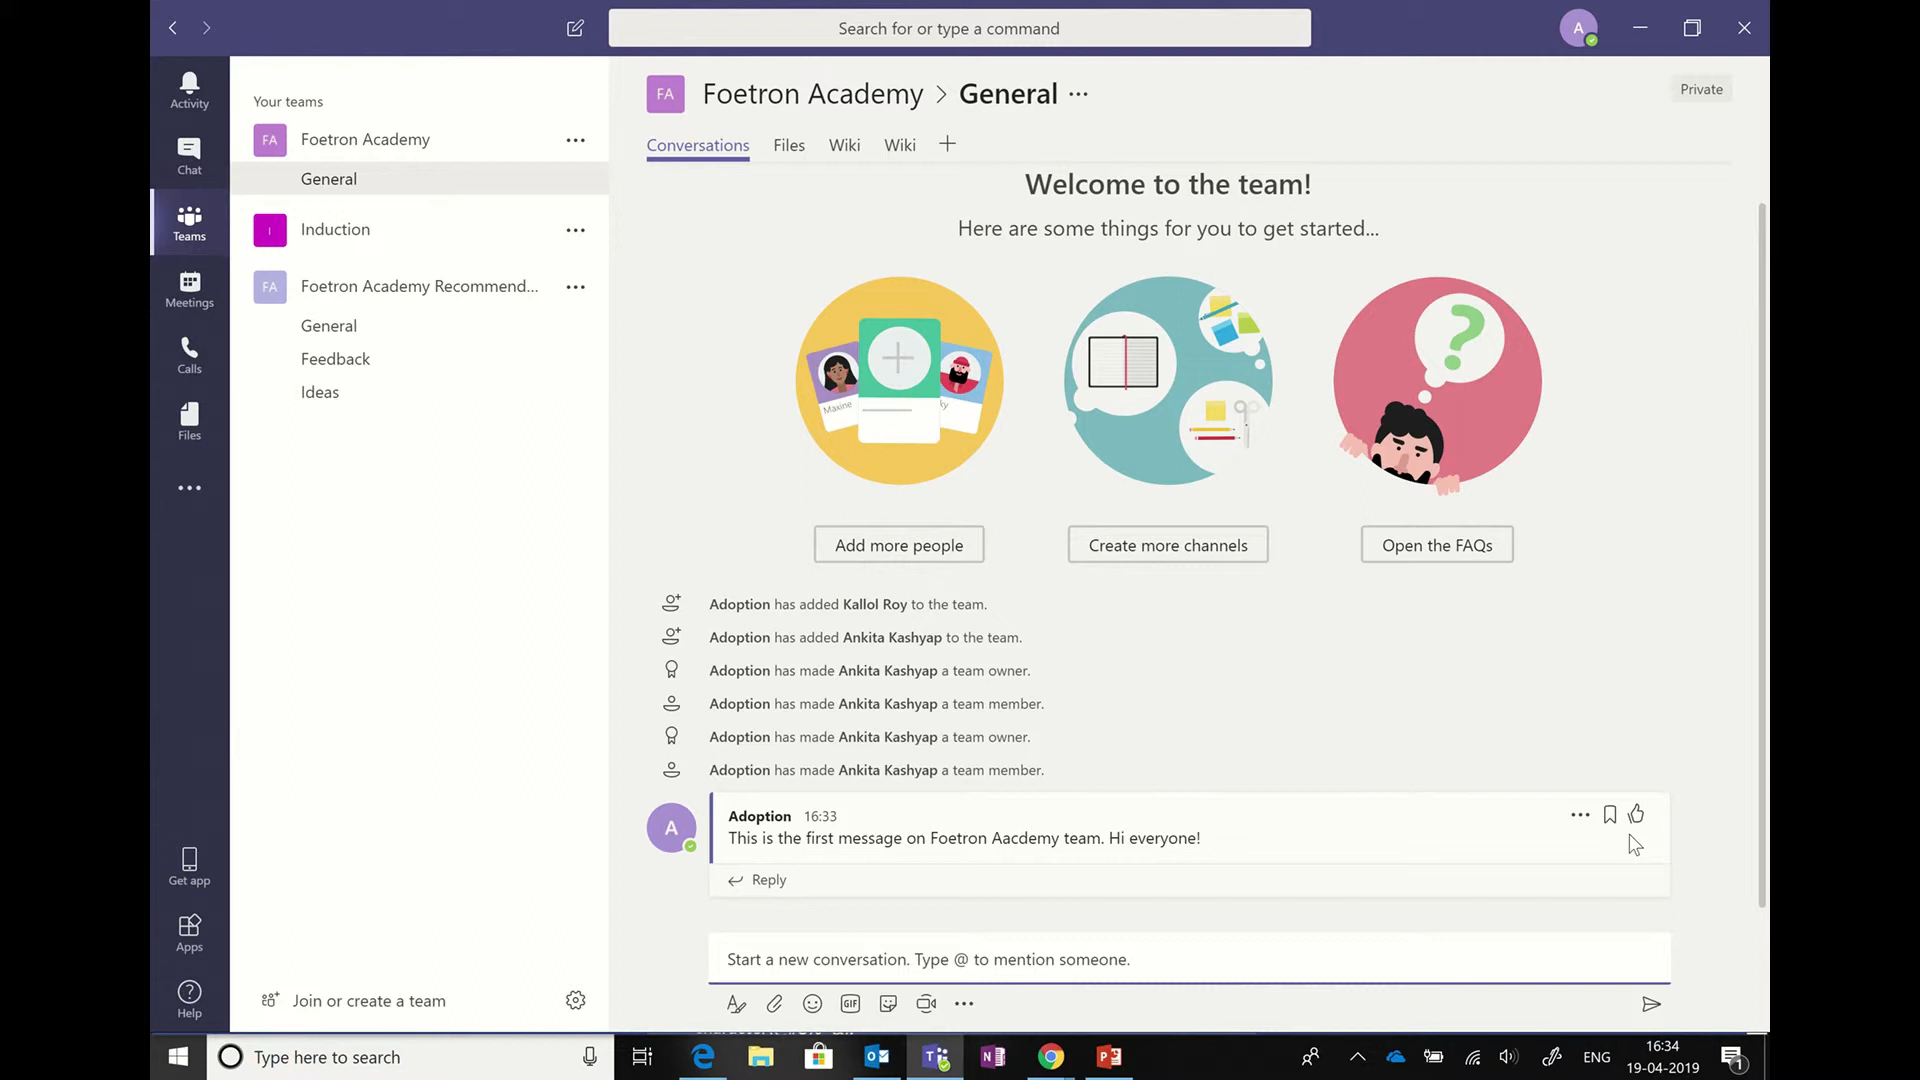 Search for or type a command
A
Activity
Chat
Teams
Meetings
Calls
Files
Get app
Apps
Help
Your teams
FA Foetron Academy
General
I Induction
FA Foetron Academy Recommend...
General
Feedback
Ideas
Join or create a team
FA Foetron Academy > General ...
Private
Conversations Files Wiki Wiki +
Welcome to the team!
Here are some things for you to get started...
Maxine
ky
?
Add more people
Create more channels
Open the FAQs
Adoption has added Kallol Roy to the team.
Adoption has added Ankita Kashyap to the team.
Adoption has made Ankita Kashyap a team owner.
Adoption has made Ankita Kashyap a team member.
Adoption has made Ankita Kashyap a team owner.
Adoption has made Ankita Kashyap a team member.
A
Adoption 16:33
This is the first message on Foetron Aacdemy team. Hi everyone!
Reply
Start a new conversation. Type @ to mention someone.
GIF
Type here to search
ENG
16:34
19-04-2019
1